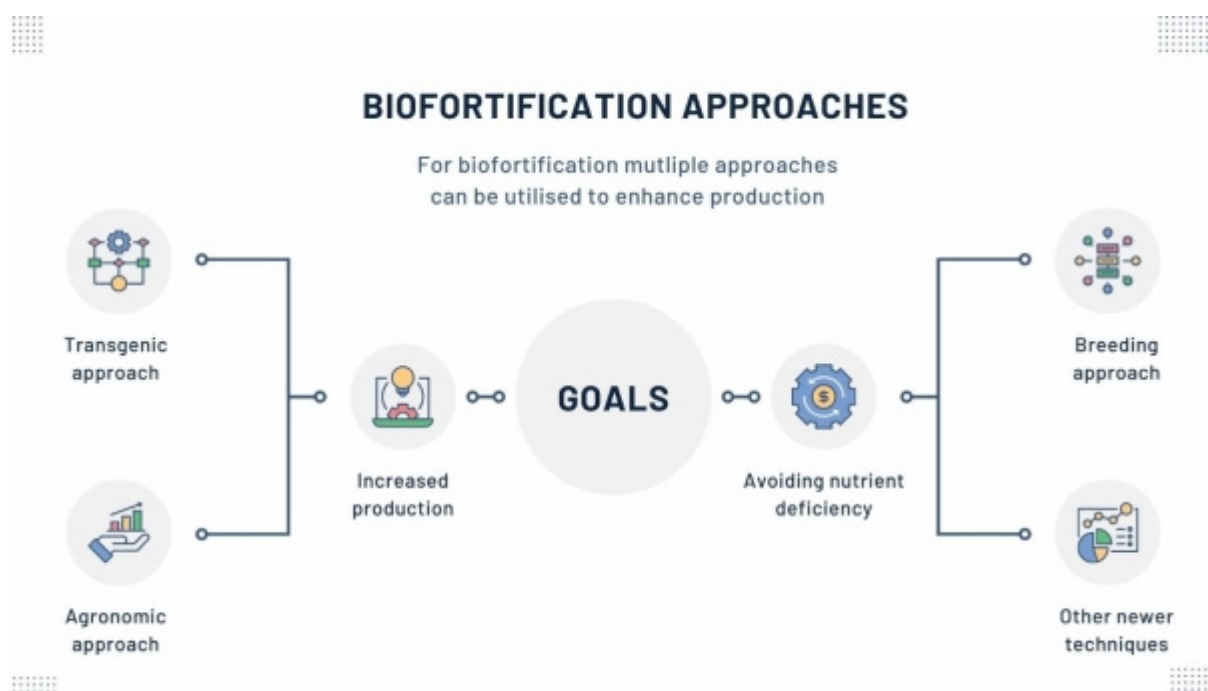 BIOFORTIFICATION APPROACHES
For biofortification mutliple approaches
can be utilised to enhance production
Transgenic
approach
Agronomic
approach
Increased
production
GOALS
$
Avoiding nutrient
deficiency
Breeding
approach
Other newer
techniques